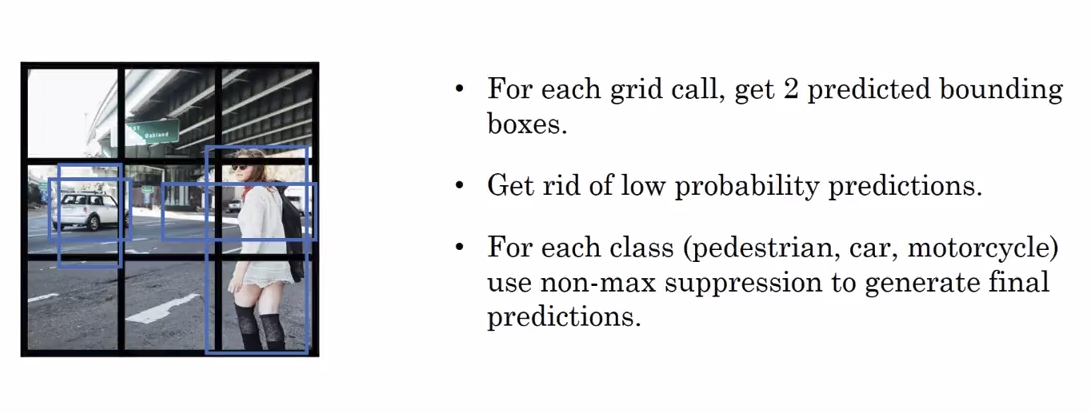 ST
Oakland
• For each grid call, get 2 predicted bounding
boxes.
• Get rid of low probability predictions.
• For each class (pedestrian, car, motorcycle)
use non-max suppression to generate final
predictions.